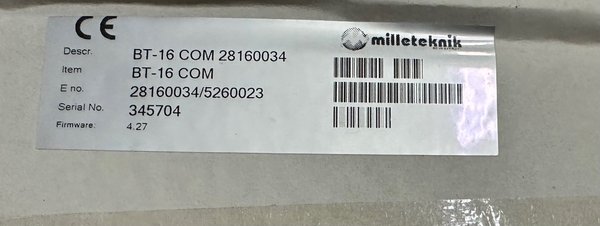 CE
milleteknik
Descr. BT-16 COM 28160034
Item BT-16 COM
E no. 28160034/5260023
Serial No. 345704
Firmware: 4.27